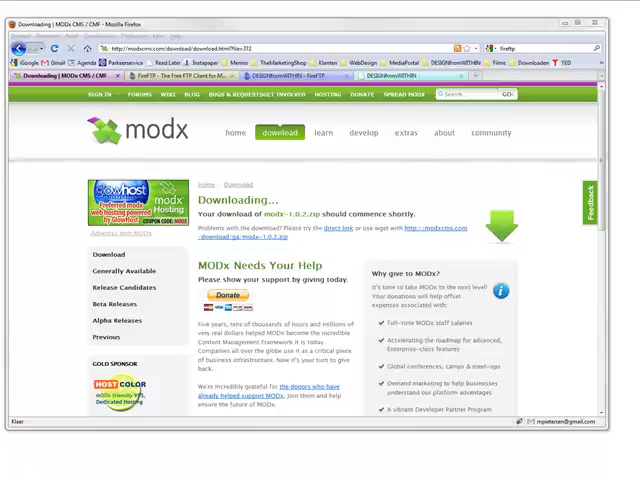 Downloading | MODx CMS / CMF - Mozilla Firefox
http://modxcms.com/download/download.html?files:372
fireftp
iGoogle Gmail Agenda Parkeerservice Read Later Instapaper Menno TheMarketingShop Klanten WebDesign MediaPortal DESIGNfromWITHIN Films Downloaden TED
Downloading | MODx CMS / CMF FireFTP - The Free FTP Client for M... DESIGNfromWITHIN - FireFTP DESIGNfromWITHIN
SIGN IN FORUMS WIKI BLOG BUGS & REQUESTS GET INVOLVED HOSTING DONATE SPREAD MODX Search GO
modx home download learn develop extras about community
Feedback
glowhost modx Hosting
Preferred modx
web hosting powered
by GlowHost COUPON CODE: MODX
Advertise with MODx
Home Download
Downloading...
Your download of modx-1.0.2.zip should commence shortly.
Problems with the download? Please try the direct link or use wget with http://modxcms.com
/download/ga/modx-1.0.2.zip
Download
Generally Available
Release Candidates
Beta Releases
Alpha Releases
Previous
GOLD SPONSOR
HOST COLOR
MODx friendly VPS,
Dedicated Hosting
MODx Needs Your Help
Please show your support by giving today.
Donate
Five years, tens of thousands of hours and millions of
very real dollars helped MODx become the incredible
Content Management Framework it is today.
Companies all over the globe use it as a critical piece
of business infrastructure. Now it's your turn to give
back.
We're incredibly grateful for the donors who have
already helped support MODx. Join them and help
ensure the future of MODx.
Why give to MODx?
It's time to take MODx to the next level!
Your donations will help offset
expenses associated with:
Full-time MODx staff salaries
Accelerating the roadmap for advanced,
Enterprise-class features
Global conferences, camps & meet-ups
Demand marketing to help businesses
understand our platform advantages
A vibrant Developer Partner Program
Klaar
mpietersen@gmail.com